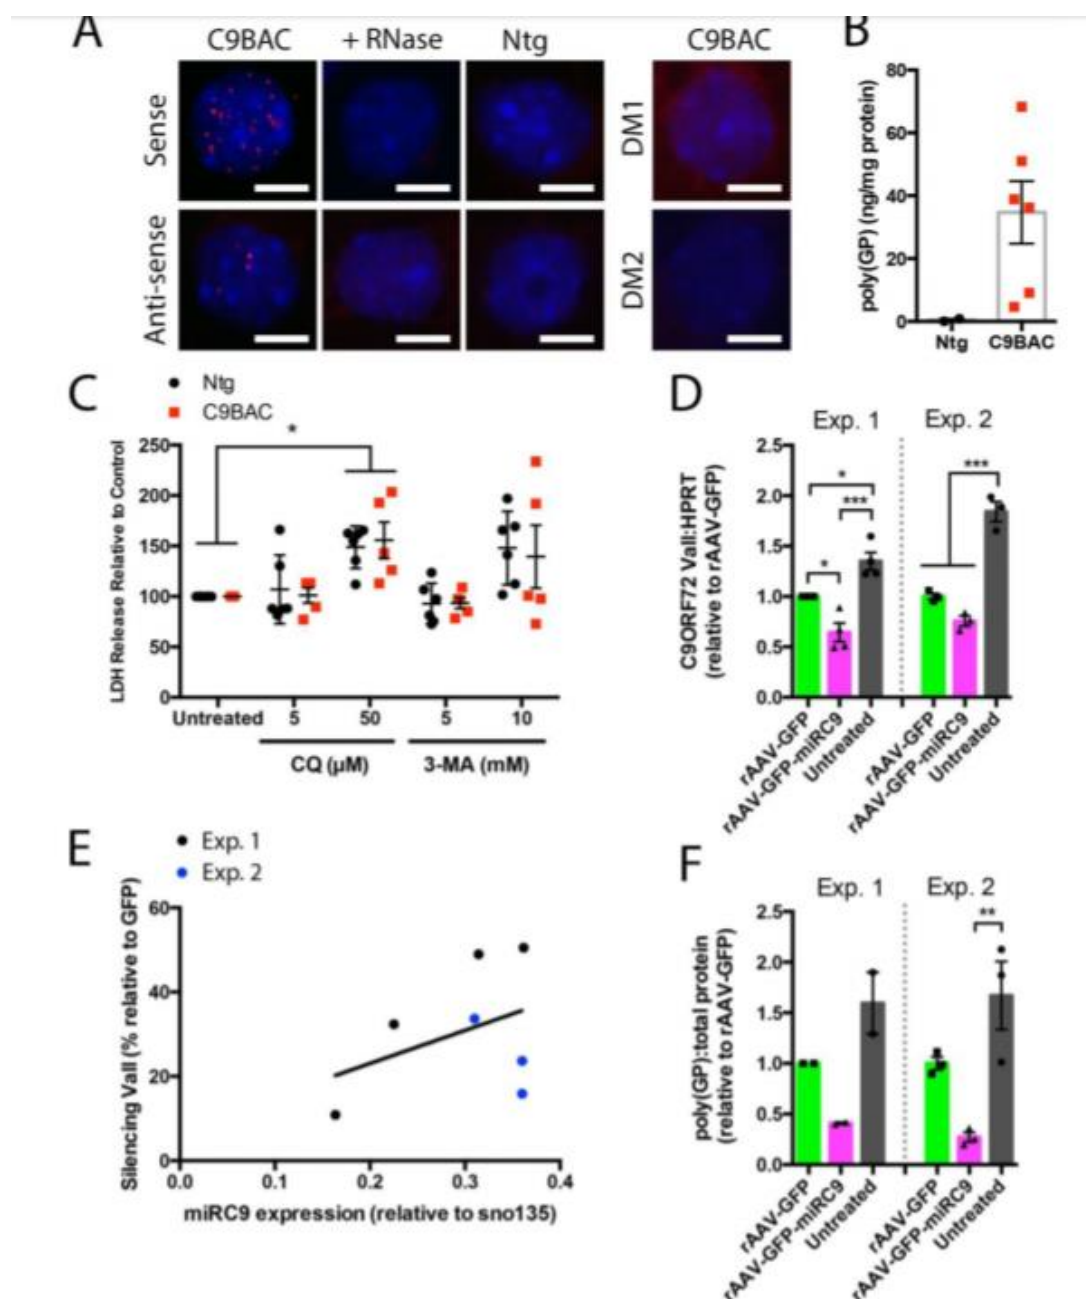 A
C9BAC
+ RNase
Ntg
C9BAC
Sense
Anti-sense
DM1
DM2
B
poly(GP) (ng/mg protein)
80
60
40
20
0
Ntg
C9BAC
C
Ntg
C9BAC
LDH Release Relative to Control
250
200
150
100
50
0
*
Untreated
5
50
5
10
CQ (µM)
3-MA (mM)
D
Exp. 1
Exp. 2
C9ORF72 Vall:HPRT
(relative to rAAV-GFP)
2.5
2.0
1.5
1.0
0.5
0.0
*
***
*
***
rAAV-GFP
rAAV-GFP-miRC9
Untreated
rAAV-GFP
rAAV-GFP-miRC9
Untreated
E
Exp. 1
Exp. 2
Silencing Vall (% relative to GFP)
60
40
20
0
0.0
0.1
0.2
0.3
0.4
miRC9 expression (relative to sno135)
F
Exp. 1
Exp. 2
poly(GP):total protein
(relative to rAAV-GFP)
2.5
2.0
1.5
1.0
0.5
0.0
**
rAAV-GFP
rAAV-GFP-miRC9
Untreated
rAAV-GFP
rAAV-GFP-miRC9
Untreated